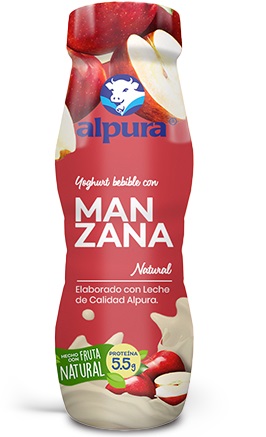 alpura®
Yoghurt bebible con
MAN
ZANA
Natural
Elaborado con Leche
de Calidad Alpura.
HECHO
CON FRUTA
NATURAL
PROTEÍNA
5.5g